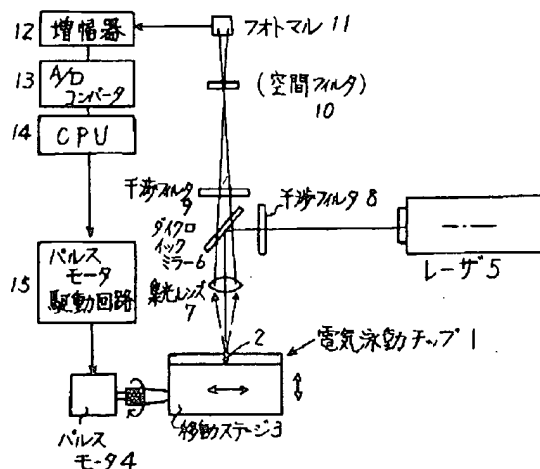 12
増幅器
フォトマル 11
13
A/D
コンバータ
(空間フィルタ)
10
14
CPU
干渉フィルタ
9
干渉フィルタ 8
ダイクロ
イック
ミラー6
レーザ5
15
パルス
モータ
駆動回路
集光レンズ
7
2
電気泳動チップ1
移動ステージ3
パルス
モータ4